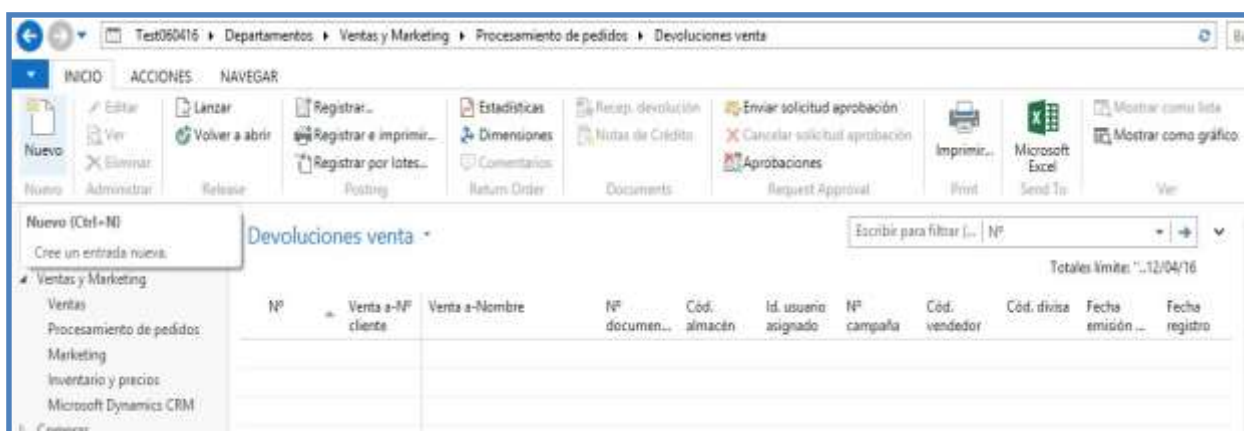 Test060416 ▸ Departamentos ▸ Ventas y Marketing ▸ Procesamiento de pedidos ▸ Devoluciones venta
INICIO ACCIONES NAVEGAR
Nuevo
Editar
Ver
Eliminar
Lanzar
Volver a abrir
Registrar...
Registrar e imprimir...
Registrar por lotes...
Estadísticas
Dimensiones
Comentarios
Recep. devolución
Notas de Crédito
Enviar solicitud aprobación
Cancelar solicitud aprobación
Aprobaciones
Imprimir...
Microsoft
Excel
Mostrar como lista
Mostrar como gráfico
Nuevo Administrar Release Posting Return Order Documents Request Approval Print Send To Ver
Nuevo (Ctrl+N)
Cree un entrada nueva.
Devoluciones venta
Escribir para filtrar (... Nº
Totales límite: ''..12/04/16
Ventas y Marketing
Ventas
Procesamiento de pedidos
Marketing
Inventario y precios
Microsoft Dynamics CRM
Compras
Nº
Venta a-Nº
cliente
Venta a-Nombre
Nº
documen...
Cód.
almacén
Id. usuario
asignado
Nº
campaña
Cód.
vendedor
Cód. divisa
Fecha
emisión ...
Fecha
registro